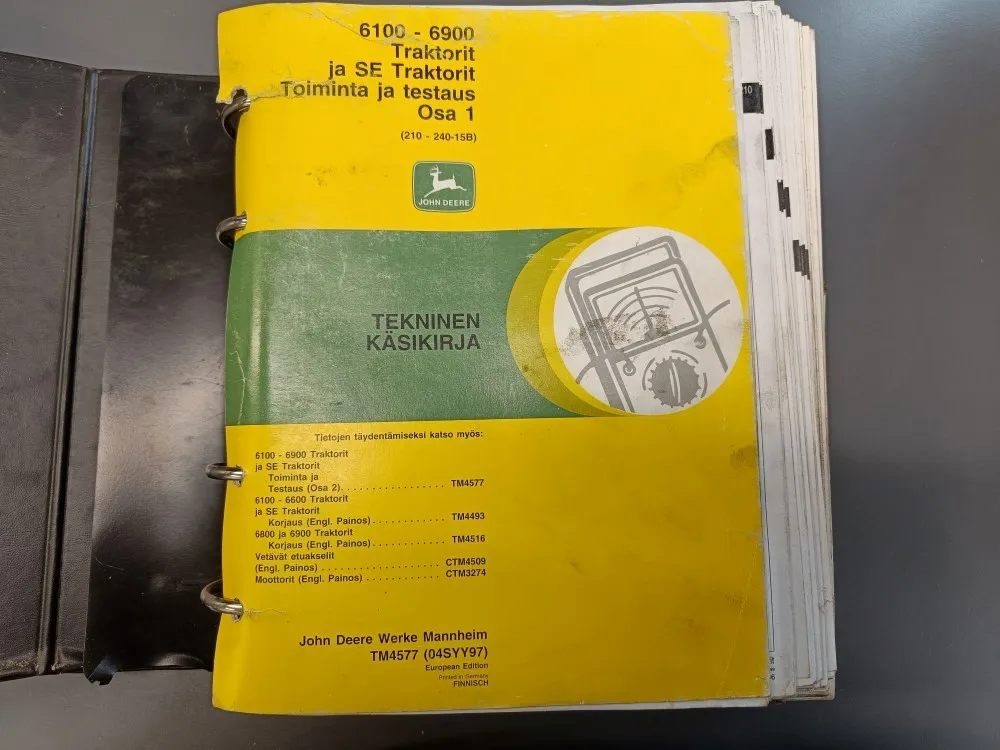 6100 - 6900
Traktorit
ja SE Traktorit
Toiminta ja testaus
Osa 1
(210 - 240-15B)
JOHN DEERE
10
TEKNINEN
KÄSIKIRJA
Tietojen täydentämiseksi katso myös:
6100 - 6900 Traktorit
ja SE Traktorit
Toiminta ja
Testaus (Osa 2). . . . . . . . . . . . . . . . . . TM4577
6100 - 6600 Traktorit
ja SE Traktorit
Korjaus (Engl. Painos) . . . . . . . . . . . . TM4493
6800 ja 6900 Traktorit
Korjaus (Engl. Painos) . . . . . . . . . . . . TM4516
Vetävät etuakselit
(Engl. Painos) . . . . . . . . . . . . . . . . . . . . CTM4509
Moottorit (Engl. Painos) . . . . . . . . . . . . CTM3274
John Deere Werke Mannheim
TM4577 (04SYY97)
European Edition
Printed in Germany
FINNISCH